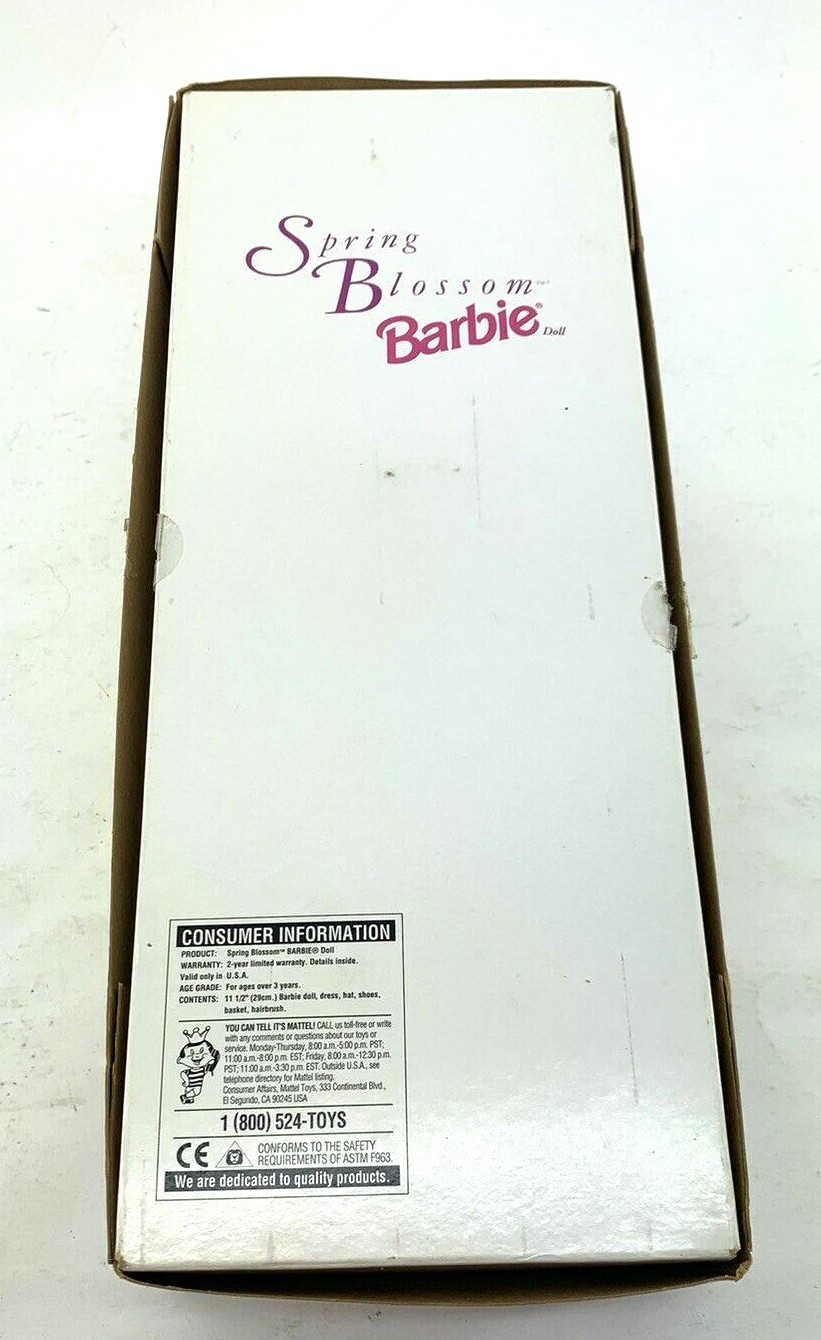 Spring
Blossom™
Barbie® Doll
CONSUMER INFORMATION
PRODUCT: Spring Blossom™ BARBIE® Doll
WARRANTY: 2-year limited warranty. Details inside.
Valid only in U.S.A.
AGE GRADE: For ages over 3 years.
CONTENTS: 11 1/2" (29cm.) Barbie doll, dress, hat, shoes,
basket, hairbrush.
YOU CAN TELL IT'S MATTEL! CALL us toll-free or write
with any comments or questions about our toys or
service. Monday-Thursday, 8:00 a.m.-5:00 p.m. PST;
11:00 a.m.-8:00 p.m. EST; Friday, 8:00 a.m.-12:30 p.m.
PST; 11:00 a.m.-3:30 p.m. EST. Outside U.S.A., see
telephone directory for Mattel listing.
Consumer Affairs, Mattel Toys, 333 Continental Blvd.,
El Segundo, CA 90245 USA
1 (800) 524-TOYS
CE CONFORMS TO THE SAFETY
REQUIREMENTS OF ASTM F963.
We are dedicated to quality products.